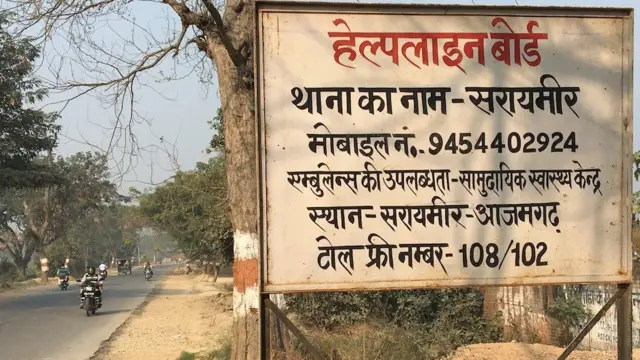 हेल्पलाइन बोर्ड
थाना का नाम-सरायमीर
मोबाइल नं. 9454402924
एम्बुलेन्स की उपलब्धता-सामुदायिक स्वास्थ्य केन्द्र
स्थान-सरायमीर-आजमगढ़
टोल फ्री नम्बर-108/102